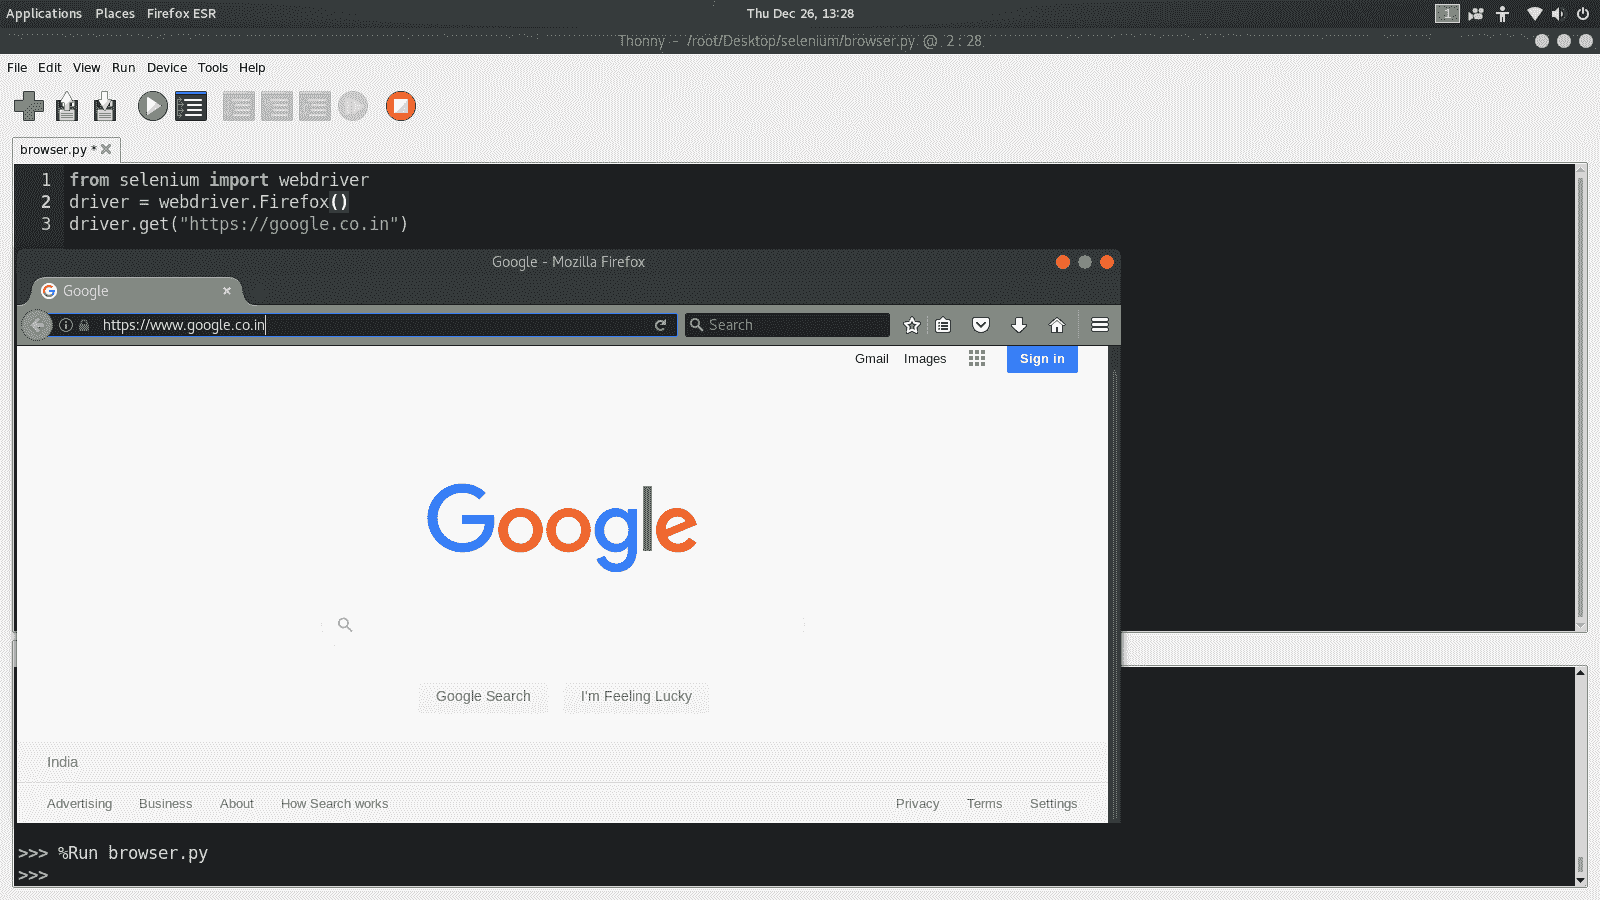 Applications Places Firefox ESR Thu Dec 26, 13:28 1
Thonny - /root/Desktop/selenium/browser.py @ 2 : 28
File Edit View Run Device Tools Help
browser.py *
1 from selenium import webdriver
2 driver = webdriver.Firefox()
3 driver.get("https://google.co.in")
Google - Mozilla Firefox
Google
https://www.google.co.in Search
Gmail Images Sign in
Google
Google Search I'm Feeling Lucky
India
Advertising Business About How Search works Privacy Terms Settings
>>> %Run browser.py
>>>